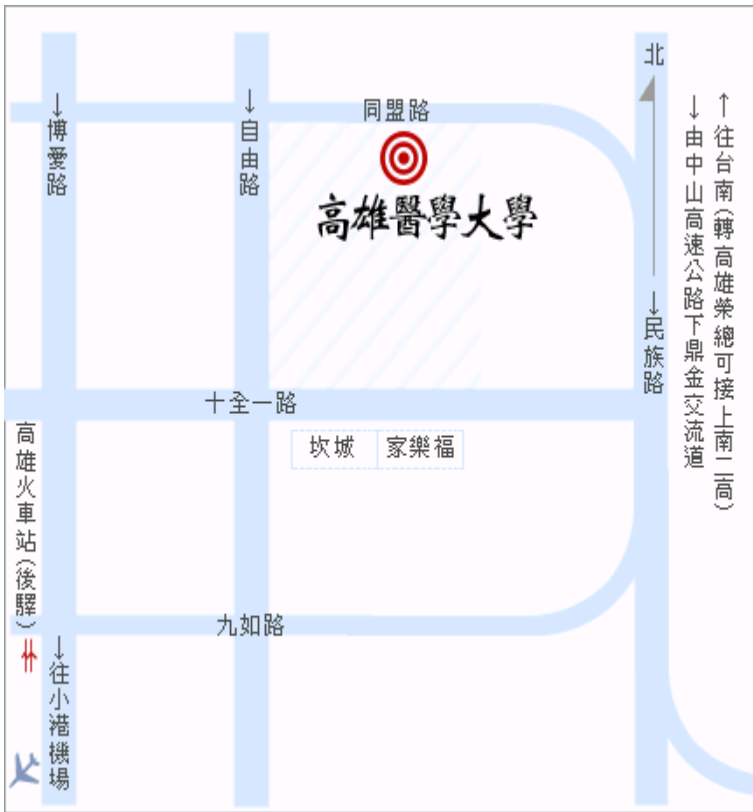 北
同盟路
↓博愛路
↓自由路
高雄醫學大學
↑往台南(轉高雄榮總可接上南二高)
↓由中山高速公路下鼎金交流道
↓民族路
十全一路
坎城
家樂福
高雄火車站(後驛)
九如路
↓往小港機場